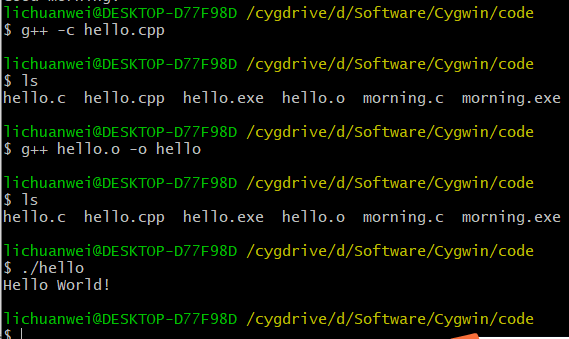 lichuanwei@DESKTOP-D77F98D /cygdrive/d/Software/Cygwin/code
$ g++ -c hello.cpp
lichuanwei@DESKTOP-D77F98D /cygdrive/d/Software/Cygwin/code
$ ls
hello.c  hello.cpp  hello.exe  hello.o  morning.c  morning.exe
lichuanwei@DESKTOP-D77F98D /cygdrive/d/Software/Cygwin/code
$ g++ hello.o -o hello
lichuanwei@DESKTOP-D77F98D /cygdrive/d/Software/Cygwin/code
$ ls
hello.c  hello.cpp  hello.exe  hello.o  morning.c  morning.exe
lichuanwei@DESKTOP-D77F98D /cygdrive/d/Software/Cygwin/code
$ ./hello
Hello World!
lichuanwei@DESKTOP-D77F98D /cygdrive/d/Software/Cygwin/code
$